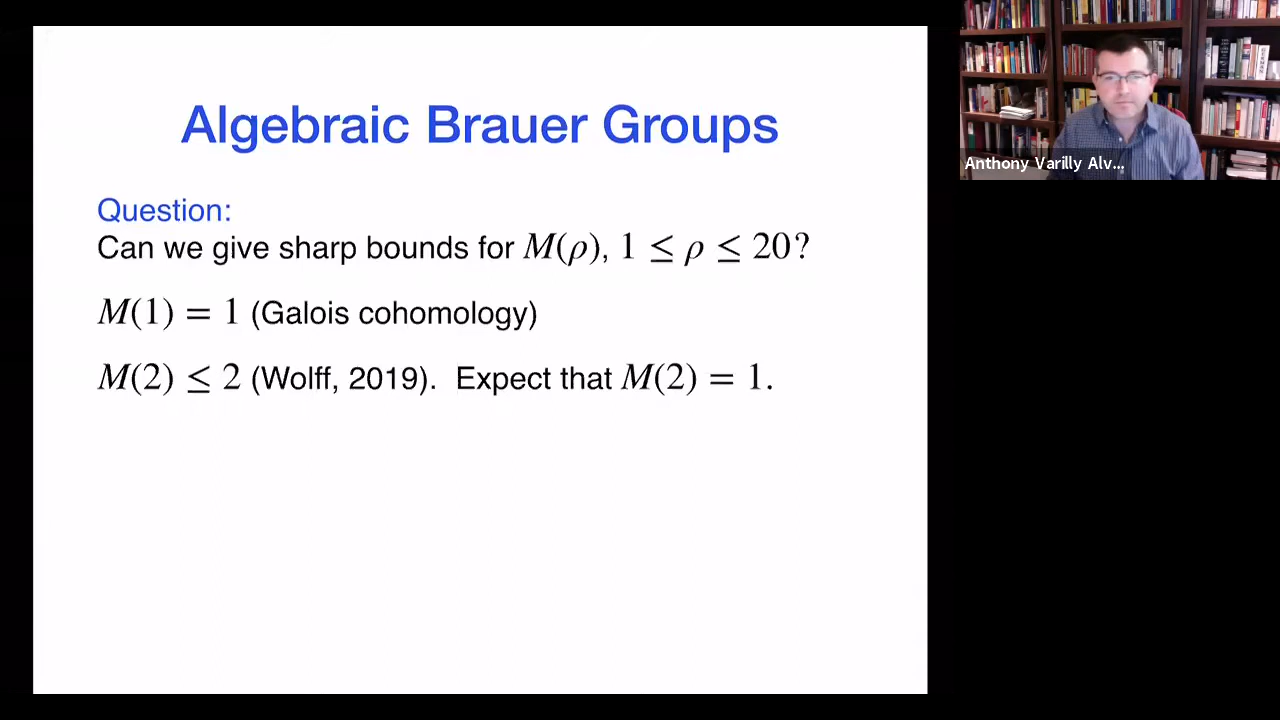 Algebraic Brauer Groups
Question:
Can we give sharp bounds for M(ρ), 1 ≤ ρ ≤ 20?
M(1) = 1 (Galois cohomology)
M(2) ≤ 2 (Wolff, 2019). Expect that M(2) = 1.
Anthony Varilly Alv...